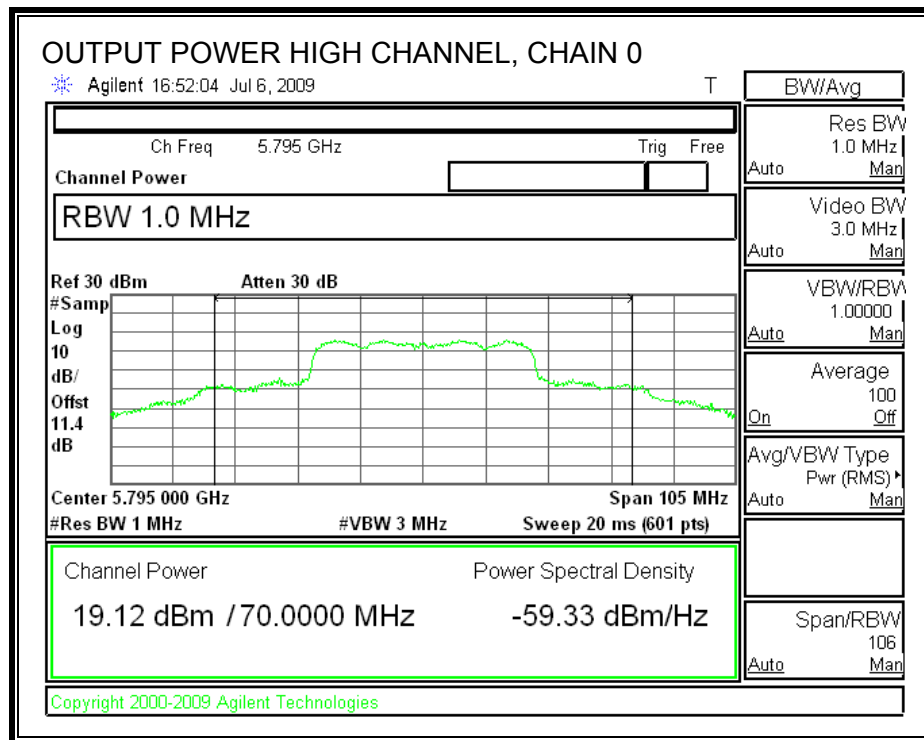 OUTPUT POWER HIGH CHANNEL, CHAIN 0
Agilent 16:52:04 Jul 6, 2009 T
BW/Avg
Ch Freq 5.795 GHz Trig Free
Channel Power
RBW 1.0 MHz
Ref 30 dBm Atten 30 dB
#Samp
Log
10
dB/
Offst
11.4
dB
Center 5.795 000 GHz Span 105 MHz
#Res BW 1 MHz #VBW 3 MHz Sweep 20 ms (601 pts)
Channel Power Power Spectral Density
19.12 dBm / 70.0000 MHz -59.33 dBm/Hz
Copyright 2000-2009 Agilent Technologies
Res BW
1.0 MHz
Auto Man
Video BW
3.0 MHz
Auto Man
VBW/RBW
1.00000
Auto Man
Average
100
On Off
Avg/VBW Type
Pwr (RMS)
Auto Man
Span/RBW
106
Auto Man